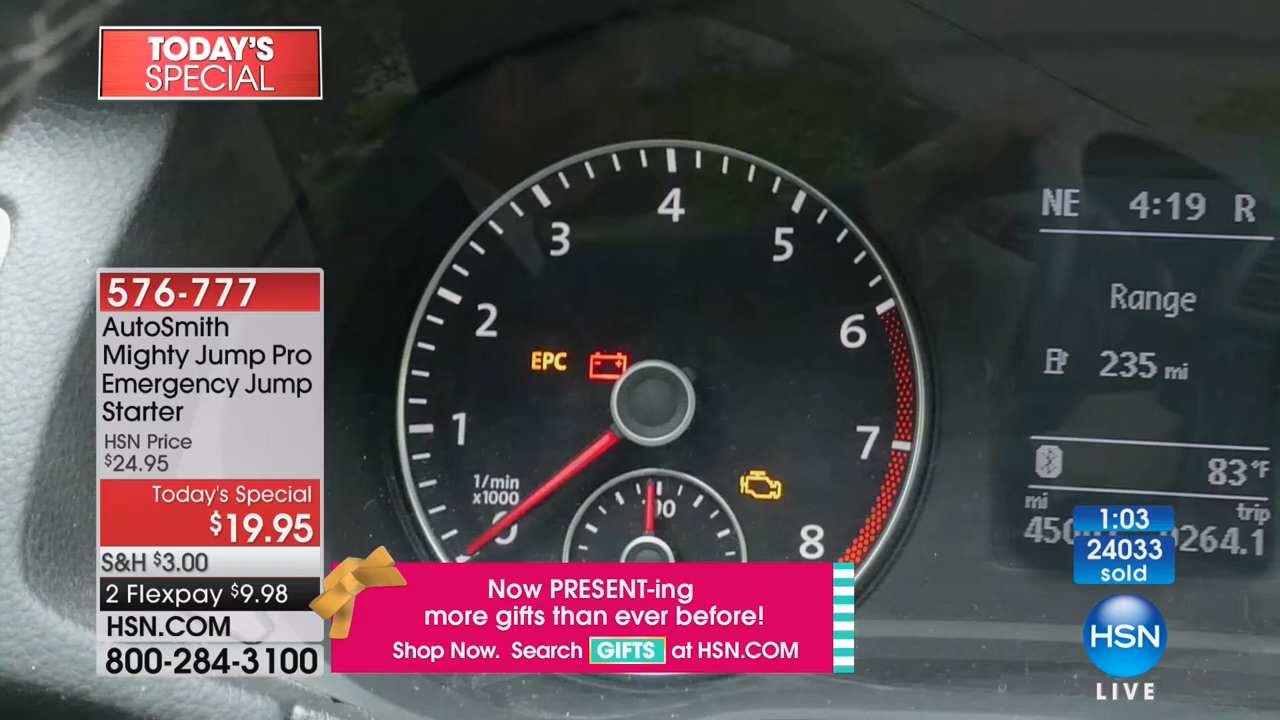 TODAY'S
SPECIAL
576-777
AutoSmith
Mighty Jump Pro
Emergency Jump
Starter
HSN Price
$24.95
Today's Special
$19.95
S&H $3.00
2 Flexpay $9.98
HSN.COM
800-284-3100
Now PRESENT-ing
more gifts than ever before!
Shop Now. Search GIFTS at HSN.COM
1:03
24033
sold
HSN
LIVE
NE 4:19 R
Range
235 mi
83°F
mi trip
264.1
EPC
1/min
x1000
0
1
2
3
4
5
6
7
8